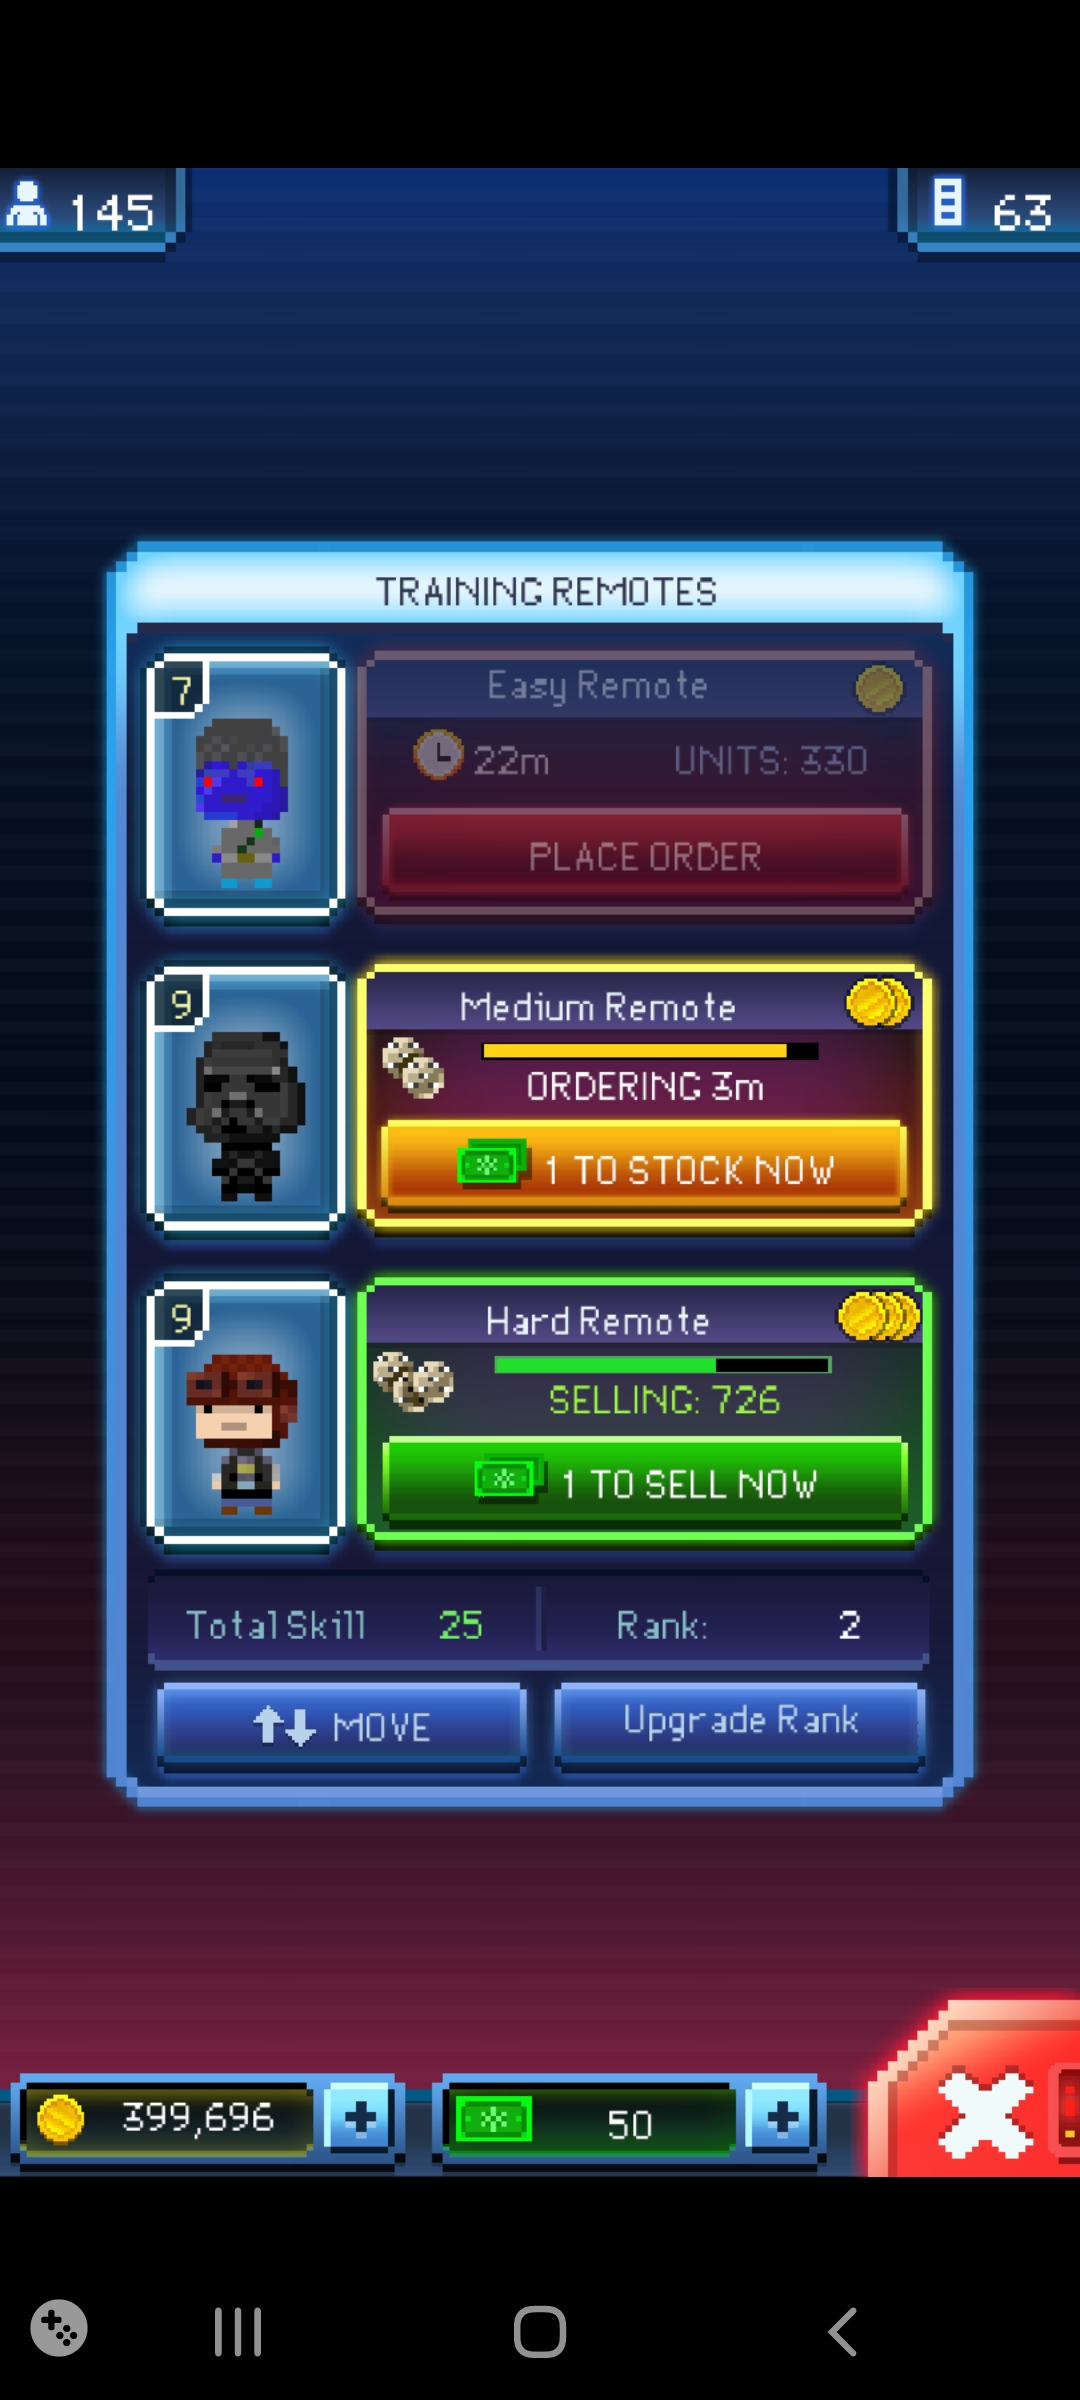 145
63
TRAINING REMOTES
7
Easy Remote
22m
UNITS: 330
PLACE ORDER
9
Medium Remote
ORDERING 3m
1 TO STOCK NOW
9
Hard Remote
SELLING: 726
1 TO SELL NOW
Total Skill 25
Rank: 2
MOVE
Upgrade Rank
399,696
50